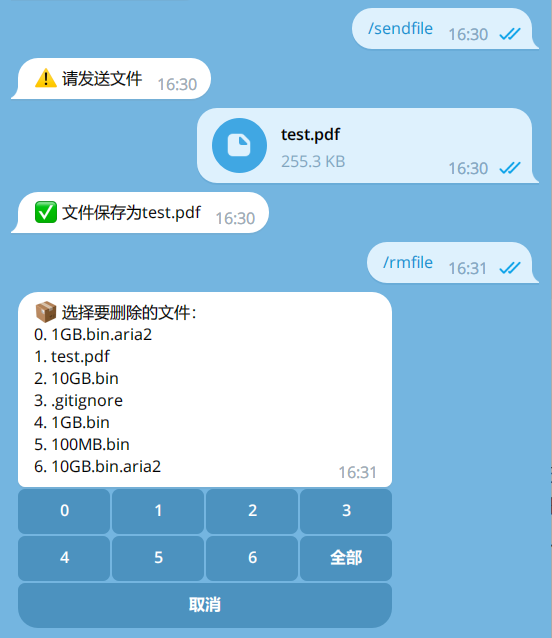 /sendfile 16:30
⚠️ 请发送文件 16:30
test.pdf
255.3 KB
16:30
✅ 文件保存为test.pdf 16:30
/rmfile 16:31
📦 选择要删除的文件：
0. 1GB.bin.aria2
1. test.pdf
2. 10GB.bin
3. .gitignore
4. 1GB.bin
5. 100MB.bin
6. 10GB.bin.aria2
16:31
0 1 2 3
4 5 6 全部
取消